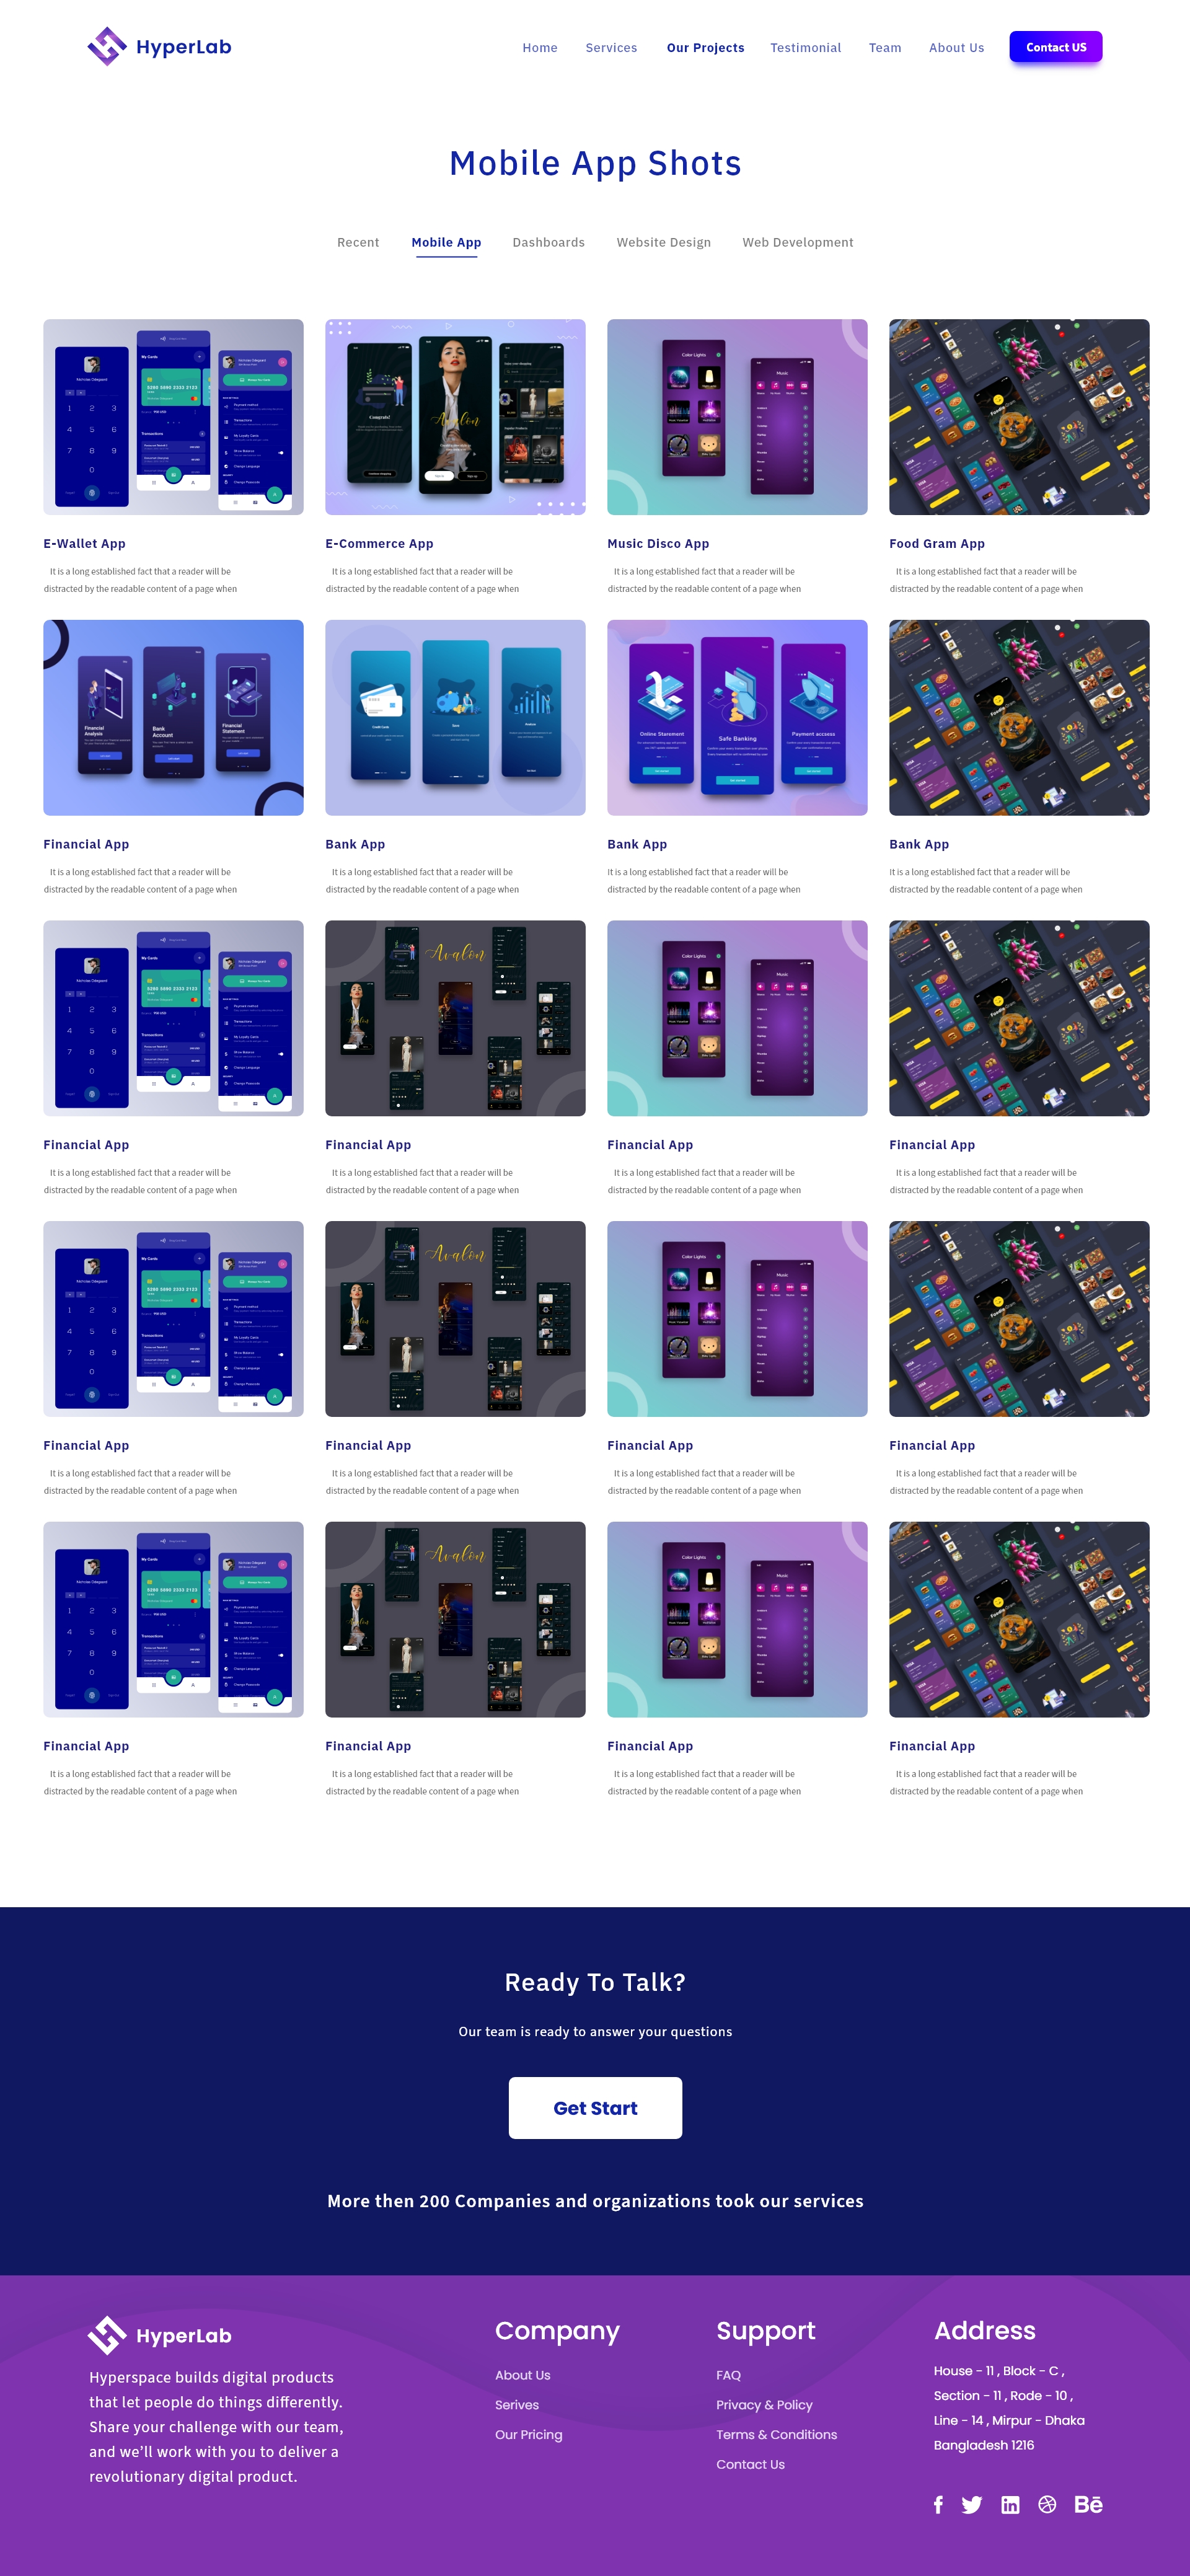 HyperLab
Home Services Our Projects Testimonial Team About Us Contact US
Mobile App Shots
Recent Mobile App Dashboards Website Design Web Development
E-Wallet App
It is a long established fact that a reader will be
distracted by the readable content of a page when
E-Commerce App
It is a long established fact that a reader will be
distracted by the readable content of a page when
Music Disco App
It is a long established fact that a reader will be
distracted by the readable content of a page when
Food Gram App
It is a long established fact that a reader will be
distracted by the readable content of a page when
Financial
Analysis
Bank
Account
Financial
Statement
Online Starement
Safe Banking
Payment accsess
Financial App
It is a long established fact that a reader will be
distracted by the readable content of a page when
Bank App
It is a long established fact that a reader will be
distracted by the readable content of a page when
Bank App
It is a long established fact that a reader will be
distracted by the readable content of a page when
Bank App
It is a long established fact that a reader will be
distracted by the readable content of a page when
Financial App
It is a long established fact that a reader will be
distracted by the readable content of a page when
Financial App
It is a long established fact that a reader will be
distracted by the readable content of a page when
Financial App
It is a long established fact that a reader will be
distracted by the readable content of a page when
Financial App
It is a long established fact that a reader will be
distracted by the readable content of a page when
Financial App
It is a long established fact that a reader will be
distracted by the readable content of a page when
Financial App
It is a long established fact that a reader will be
distracted by the readable content of a page when
Financial App
It is a long established fact that a reader will be
distracted by the readable content of a page when
Financial App
It is a long established fact that a reader will be
distracted by the readable content of a page when
Financial App
It is a long established fact that a reader will be
distracted by the readable content of a page when
Financial App
It is a long established fact that a reader will be
distracted by the readable content of a page when
Financial App
It is a long established fact that a reader will be
distracted by the readable content of a page when
Financial App
It is a long established fact that a reader will be
distracted by the readable content of a page when
Ready To Talk?
Our team is ready to answer your questions
Get Start
More then 200 Companies and organizations took our services
HyperLab
Hyperspace builds digital products
that let people do things differently.
Share your challenge with our team,
and we'll work with you to deliver a
revolutionary digital product.
Company
About Us
Serives
Our Pricing
Support
FAQ
Privacy & Policy
Terms & Conditions
Contact Us
Address
House - 11 , Block - C ,
Section - 11 , Rode - 10 ,
Line - 14 , Mirpur - Dhaka
Bangladesh 1216